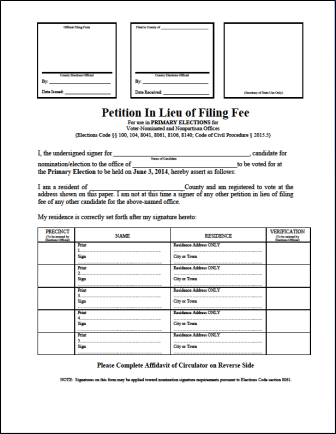 Official Filing Form
County Elections Official
By:
Date Issued:
Filed in County of
County Elections Official
By:
Date Received:
(Secretary of State Use Only)
Petition In Lieu of Filing Fee
For use in PRIMARY ELECTIONS for
Voter-Nominated and Nonpartisan Offices
(Elections Code §§ 100, 104, 8041, 8061, 8106, 8140; Code of Civil Procedure § 2015.5)
I, the undersigned signer for , candidate for
Name of Candidate
nomination/election to the office of to be voted for at
the Primary Election to be held on June 3, 2014, hereby assert as follows:
I am a resident of County and am registered to vote at the
address shown on this paper. I am not at this time a signer of any other petition in lieu of filing
fee of any other candidate for the above-named office.
My residence is correctly set forth after my signature hereto:
PRECINCT NAME RESIDENCE VERIFICATION
(To be entered by Elections Official) (To be entered by Elections Official)
Print Residence Address ONLY
1.
Sign City or Town
Print Residence Address ONLY
2.
Sign City or Town
Print Residence Address ONLY
3.
Sign City or Town
Print Residence Address ONLY
4.
Sign City or Town
Print Residence Address ONLY
5.
Sign City or Town
Please Complete Affidavit of Circulator on Reverse Side
NOTE: Signatures on this form may be applied toward nomination signature requirements pursuant to Elections Code section 8061.